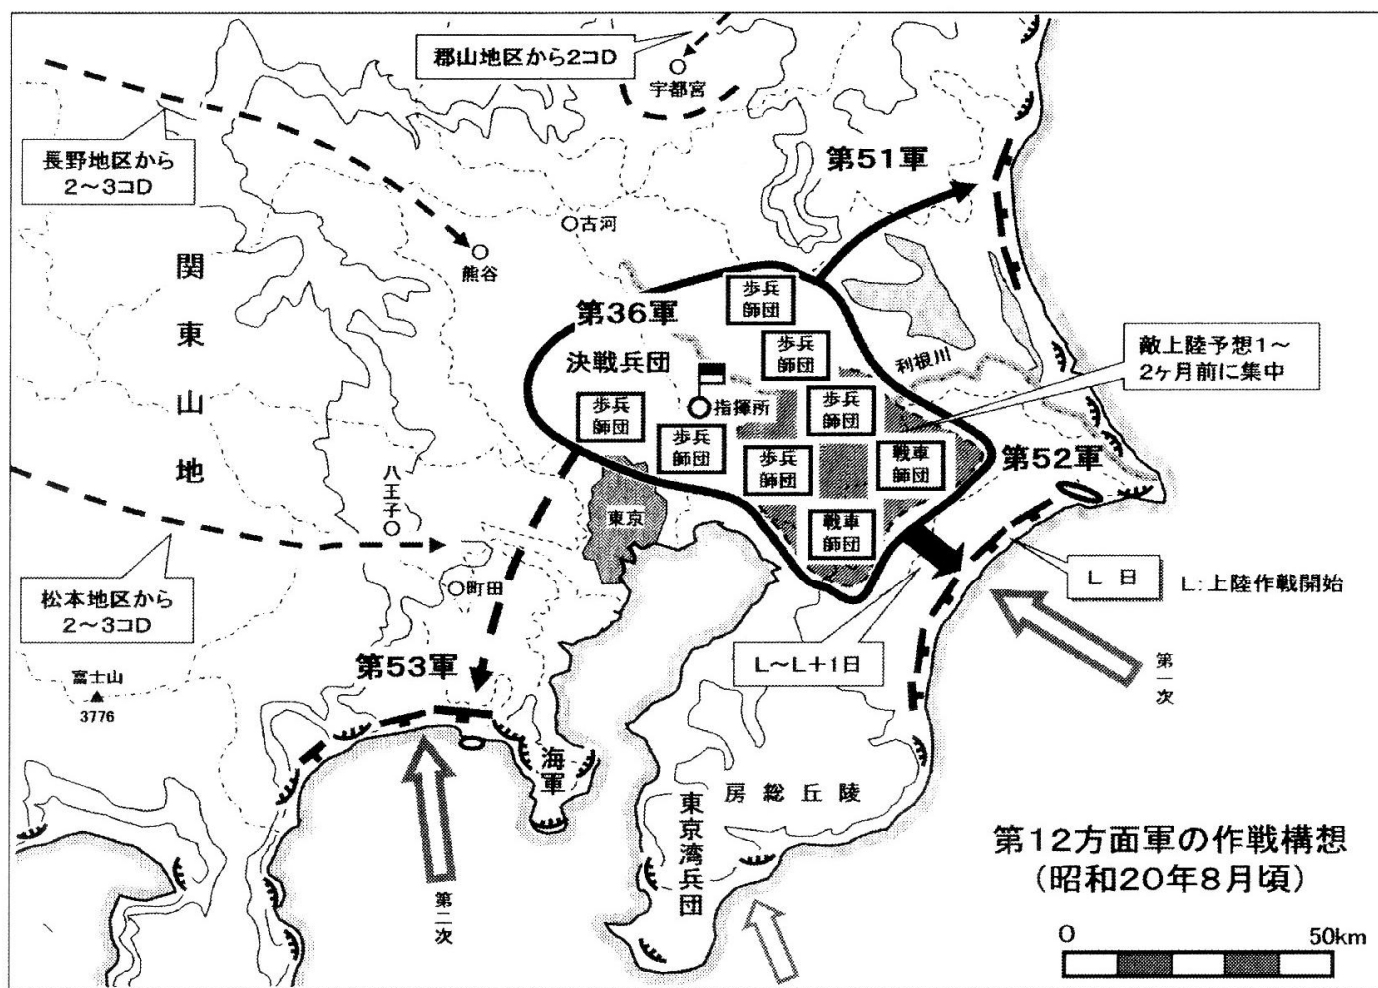 郡山地区から2コD
宇都宮
長野地区から
2～3コD
第51軍
古河
熊谷
関東山地
第36軍
決戦兵団
歩兵
師団
歩兵
師団
利根川
敵上陸予想1～
2ヶ月前に集中
指揮所
歩兵
師団
歩兵
師団
歩兵
師団
歩兵
師団
戦車
師団
第52軍
八王子
東京
戦車
師団
町田
L 日
L:上陸作戦開始
松本地区から
2～3コD
第53軍
L～L+1日
第一次
富士山
3776
海軍
房総丘陵
東京湾兵団
第二次
第12方面軍の作戦構想
(昭和20年8月頃)
0
50km